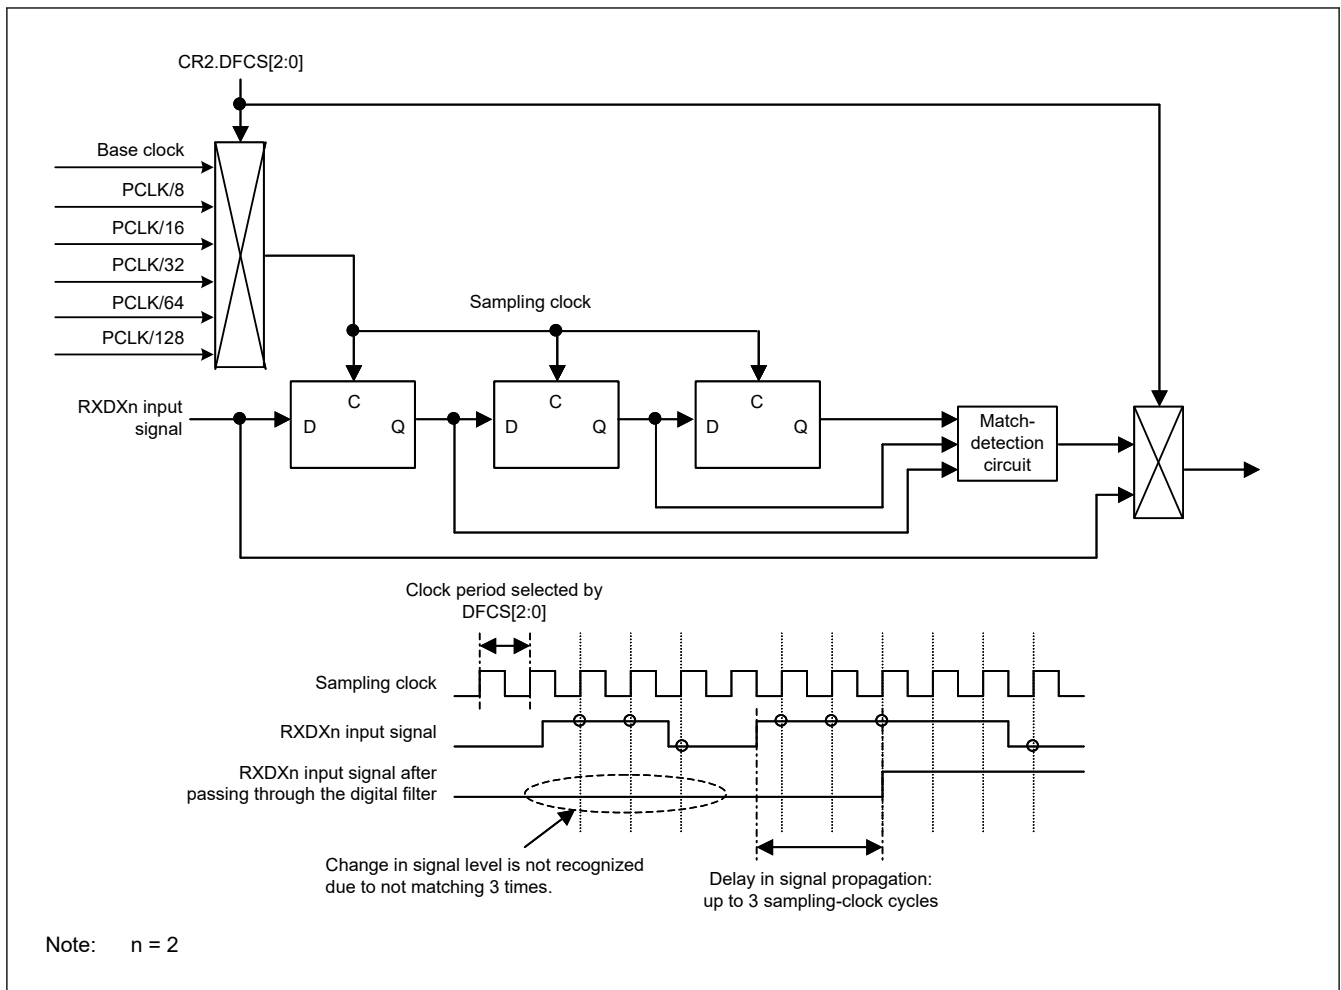 CR2.DFCS[2:0]
Base clock
PCLK/8
PCLK/16
PCLK/32
PCLK/64
PCLK/128
Sampling clock
RXDXn input
signal
C
D
Q
C
D
Q
C
D
Q
Match-
detection
circuit
Clock period selected by
DFCS[2:0]
Sampling clock
RXDXn input signal
RXDXn input signal after
passing through the digital filter
Change in signal level is not recognized
due to not matching 3 times.
Delay in signal propagation:
up to 3 sampling-clock cycles
Note: n = 2